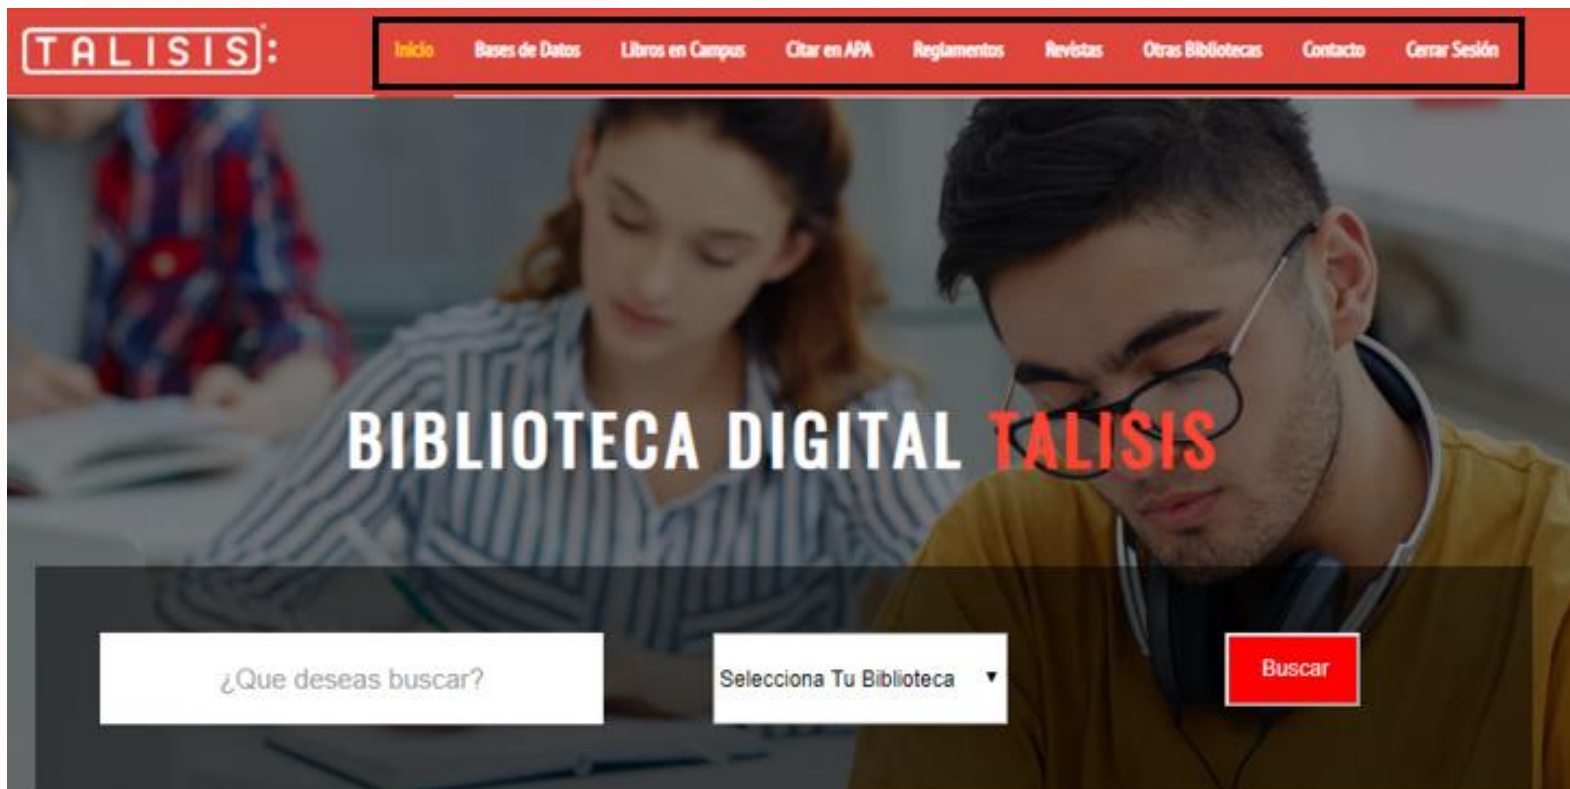 TALISIS:
Inicio Bases de Datos Libros en Campus Citar en APA Reglamentos Revistas Otras Bibliotecas Contacto Cerrar Sesión
BIBLIOTECA DIGITAL TALISIS
¿Que deseas buscar? Selecciona Tu Biblioteca Buscar